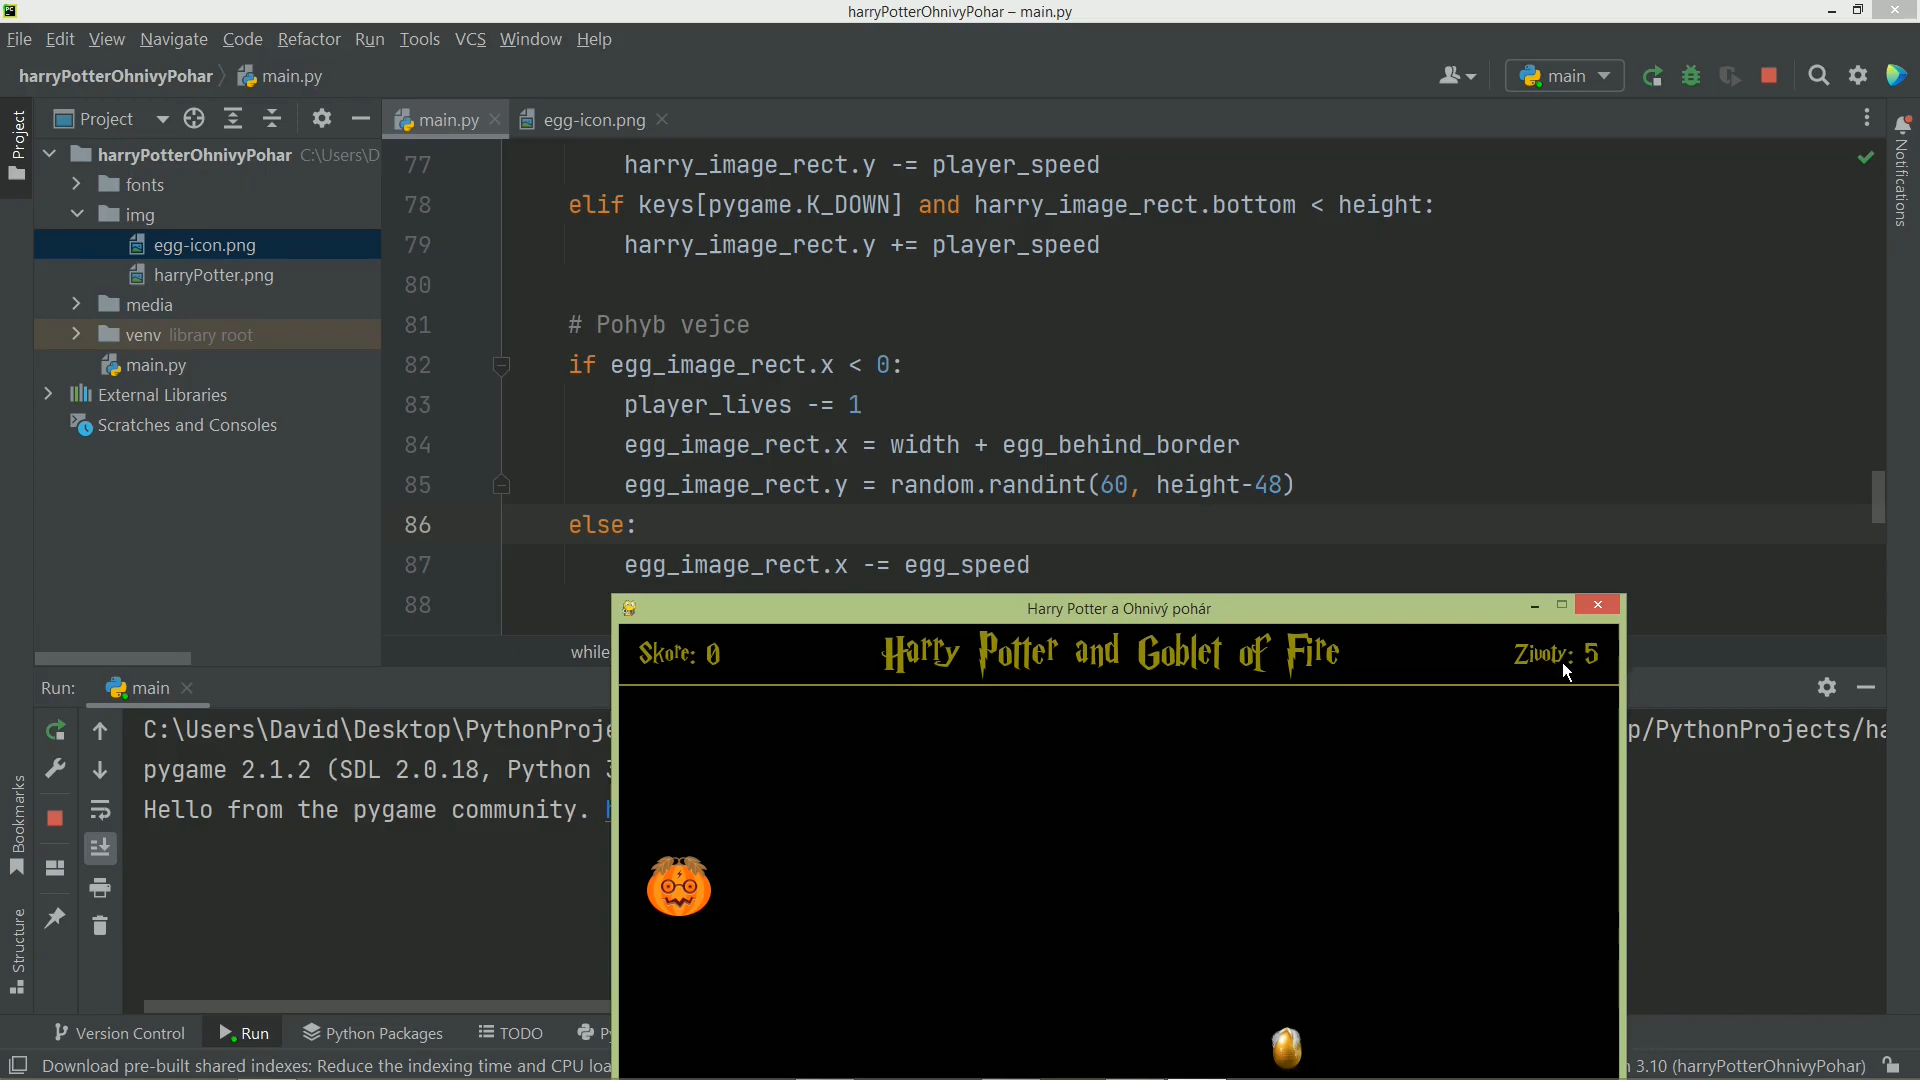 harryPotterOhnivyPohar – main.py
File Edit View Navigate Code Refactor Run Tools VCS Window Help
harryPotterOhnivyPohar main.py
main
Project
Project
main.py
egg-icon.png
Notifications
harryPotterOhnivyPohar C:\Users\D
fonts
img
egg-icon.png
harryPotter.png
media
venv library root
main.py
External Libraries
Scratches and Consoles
77 harry_image_rect.y -= player_speed
78 elif keys[pygame.K_DOWN] and harry_image_rect.bottom < height:
79 harry_image_rect.y += player_speed
80
81 # Pohyb vejce
82 if egg_image_rect.x < 0:
83 player_lives -= 1
84 egg_image_rect.x = width + egg_behind_border
85 egg_image_rect.y = random.randint(60, height-48)
86 else:
87 egg_image_rect.x -= egg_speed
88
while
Harry Potter a Ohnivý pohár
Skore: 0
Harry Potter and Goblet of Fire
Zivoty: 5
Run: main
C:\Users\David\Desktop\PythonProje
p/PythonProjects/ha
pygame 2.1.2 (SDL 2.0.18, Python 3
Hello from the pygame community. h
Bookmarks
Structure
Version Control Run Python Packages TODO Py
Download pre-built shared indexes: Reduce the indexing time and CPU loa
3.10 (harryPotterOhnivyPohar)